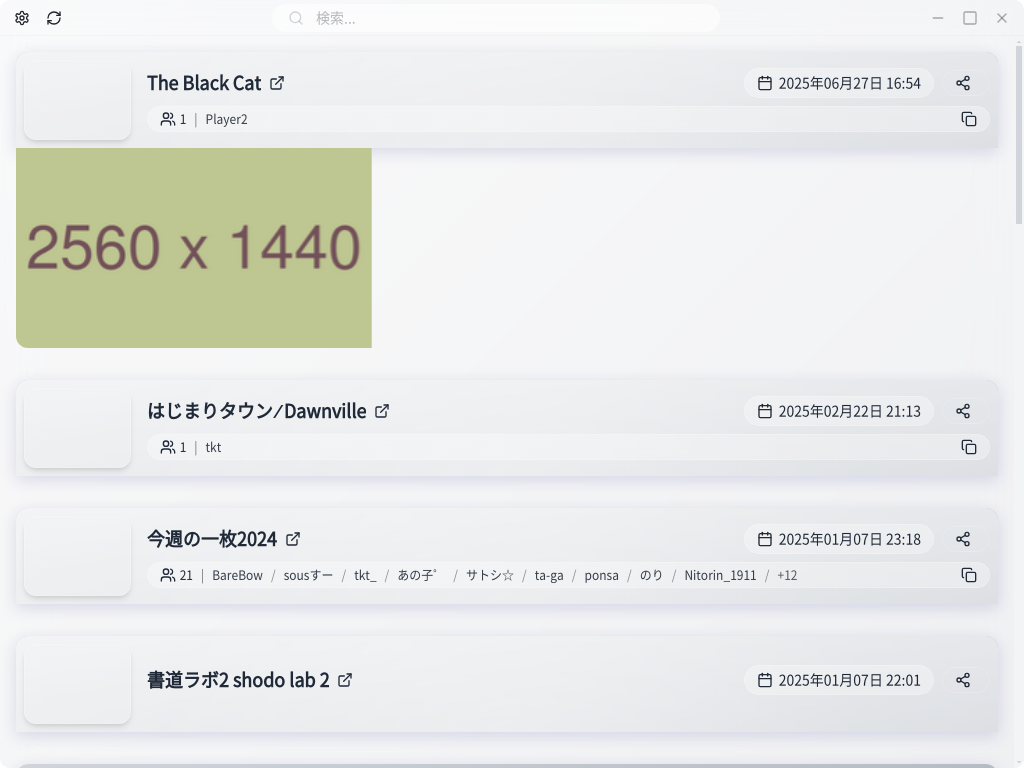 検索...
The Black Cat
2025年06月27日 16:54
1 | Player2
2560 x 1440
はじまりタウン⁄Dawnville
2025年02月22日 21:13
1 | tkt
今週の一枚2024
2025年01月07日 23:18
21 | BareBow / sousすー / tkt_ / あの子゜ / サトシ☆ / ta-ga / ponsa / のり / Nitorin_1911 / +12
書道ラボ2 shodo lab 2
2025年01月07日 22:01